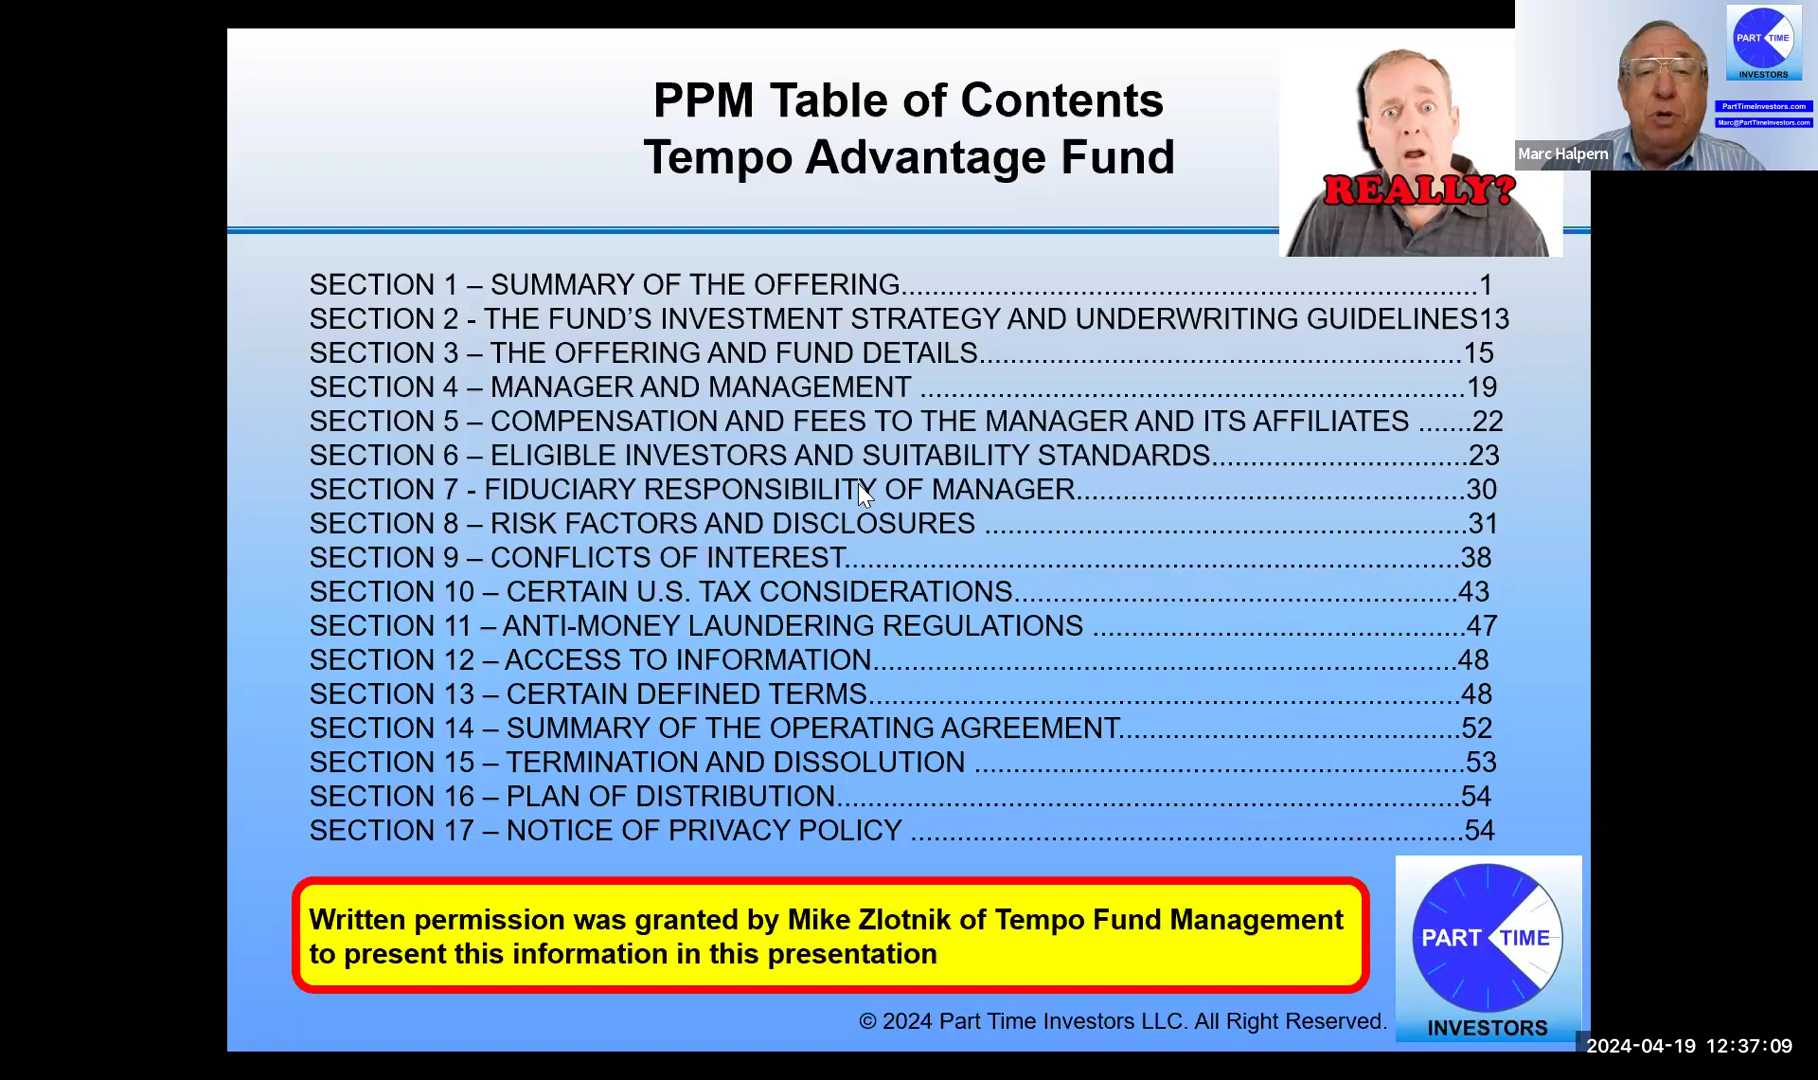 PPM Table of Contents
Tempo Advantage Fund
REALLY?
PART TIME
INVESTORS
PartTimeInvestors.com
Marc@PartTimeInvestors.com
Marc Halpern
SECTION 1 – SUMMARY OF THE OFFERING..........................................................................1
SECTION 2 - THE FUND’S INVESTMENT STRATEGY AND UNDERWRITING GUIDELINES13
SECTION 3 – THE OFFERING AND FUND DETAILS..............................................................15
SECTION 4 – MANAGER AND MANAGEMENT ......................................................................19
SECTION 5 – COMPENSATION AND FEES TO THE MANAGER AND ITS AFFILIATES .......22
SECTION 6 – ELIGIBLE INVESTORS AND SUITABILITY STANDARDS.................................23
SECTION 7 - FIDUCIARY RESPONSIBILITY OF MANAGER..................................................30
SECTION 8 – RISK FACTORS AND DISCLOSURES .............................................................31
SECTION 9 – CONFLICTS OF INTEREST...............................................................................38
SECTION 10 – CERTAIN U.S. TAX CONSIDERATIONS.........................................................43
SECTION 11 – ANTI-MONEY LAUNDERING REGULATIONS ................................................47
SECTION 12 – ACCESS TO INFORMATION...........................................................................48
SECTION 13 – CERTAIN DEFINED TERMS............................................................................48
SECTION 14 – SUMMARY OF THE OPERATING AGREEMENT............................................52
SECTION 15 – TERMINATION AND DISSOLUTION ...............................................................53
SECTION 16 – PLAN OF DISTRIBUTION................................................................................54
SECTION 17 – NOTICE OF PRIVACY POLICY .......................................................................54
Written permission was granted by Mike Zlotnik of Tempo Fund Management
to present this information in this presentation
PART TIME
INVESTORS
© 2024 Part Time Investors LLC. All Right Reserved.
2024-04-19 12:37:09